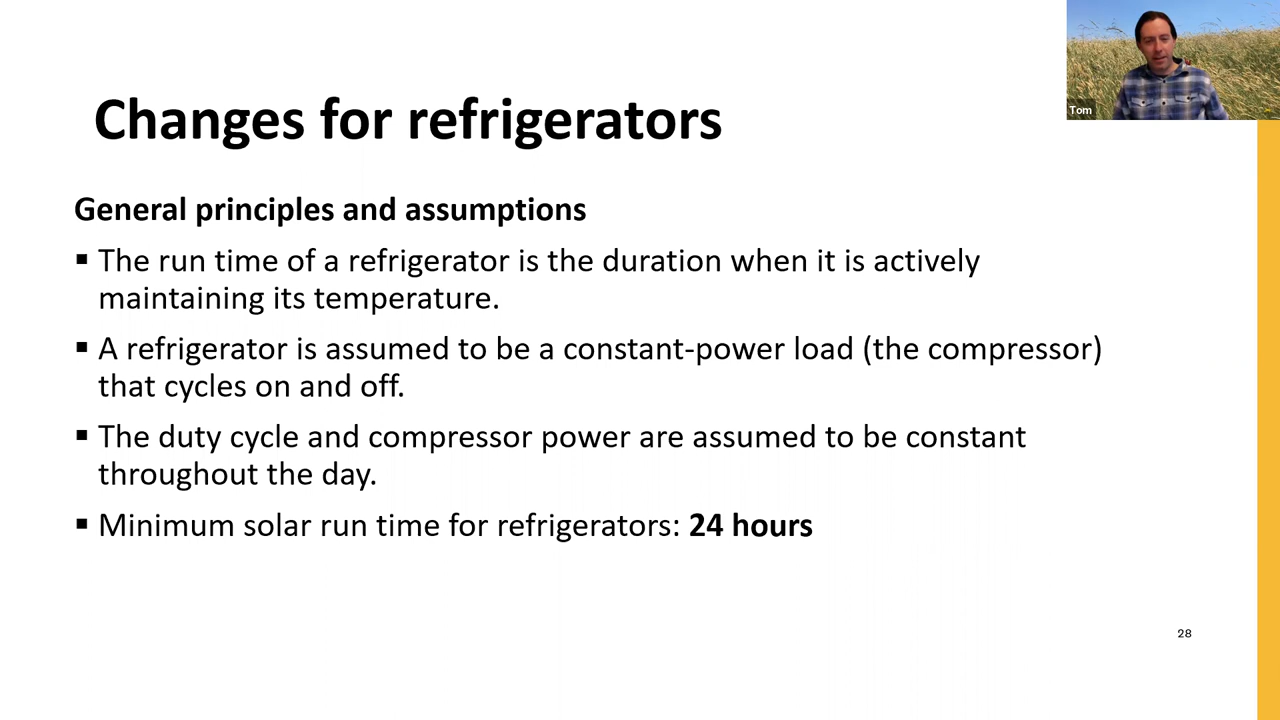 Tom
Changes for refrigerators
General principles and assumptions
▪ The run time of a refrigerator is the duration when it is actively
maintaining its temperature.
▪ A refrigerator is assumed to be a constant-power load (the compressor)
that cycles on and off.
▪ The duty cycle and compressor power are assumed to be constant
throughout the day.
▪ Minimum solar run time for refrigerators: 24 hours
28